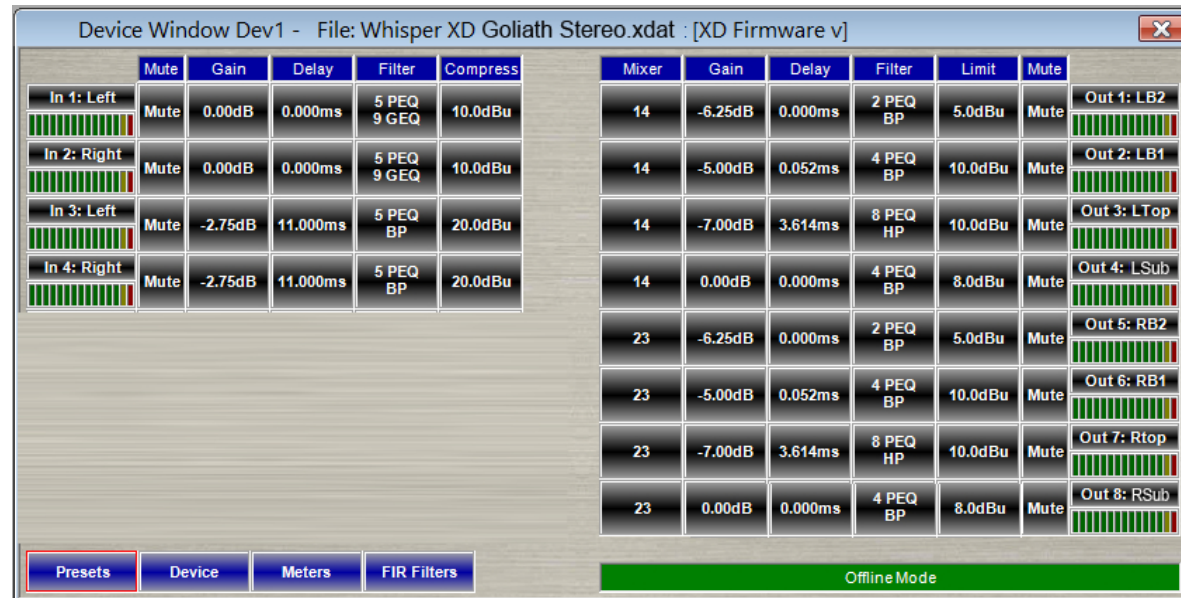 Device Window Dev1 - File: Whisper XD Goliath Stereo.xdat : [XD Firmware v]
Mute Gain Delay Filter Compress
In 1: Left Mute 0.00dB 0.000ms 5 PEQ 9 GEQ 10.0dBu
In 2: Right Mute 0.00dB 0.000ms 5 PEQ 9 GEQ 10.0dBu
In 3: Left Mute -2.75dB 11.000ms 5 PEQ BP 20.0dBu
In 4: Right Mute -2.75dB 11.000ms 5 PEQ BP 20.0dBu
Mixer Gain Delay Filter Limit Mute
14 -6.25dB 0.000ms 2 PEQ BP 5.0dBu Mute Out 1: LB2
14 -5.00dB 0.052ms 4 PEQ BP 10.0dBu Mute Out 2: LB1
14 -7.00dB 3.614ms 8 PEQ HP 10.0dBu Mute Out 3: LTop
14 0.00dB 0.000ms 4 PEQ BP 8.0dBu Mute Out 4: LSub
23 -6.25dB 0.000ms 2 PEQ BP 5.0dBu Mute Out 5: RB2
23 -5.00dB 0.052ms 4 PEQ BP 10.0dBu Mute Out 6: RB1
23 -7.00dB 3.614ms 8 PEQ HP 10.0dBu Mute Out 7: Rtop
23 0.00dB 0.000ms 4 PEQ BP 8.0dBu Mute Out 8: RSub
Presets Device Meters FIR Filters
Offline Mode